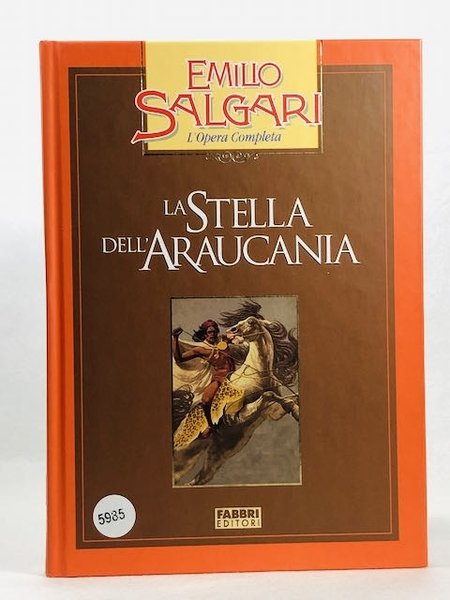 EMILIO
SALGARI
L'Opera Completa
LA STELLA
DELL'ARAUCANIA
5985
FABBRI
EDITORI